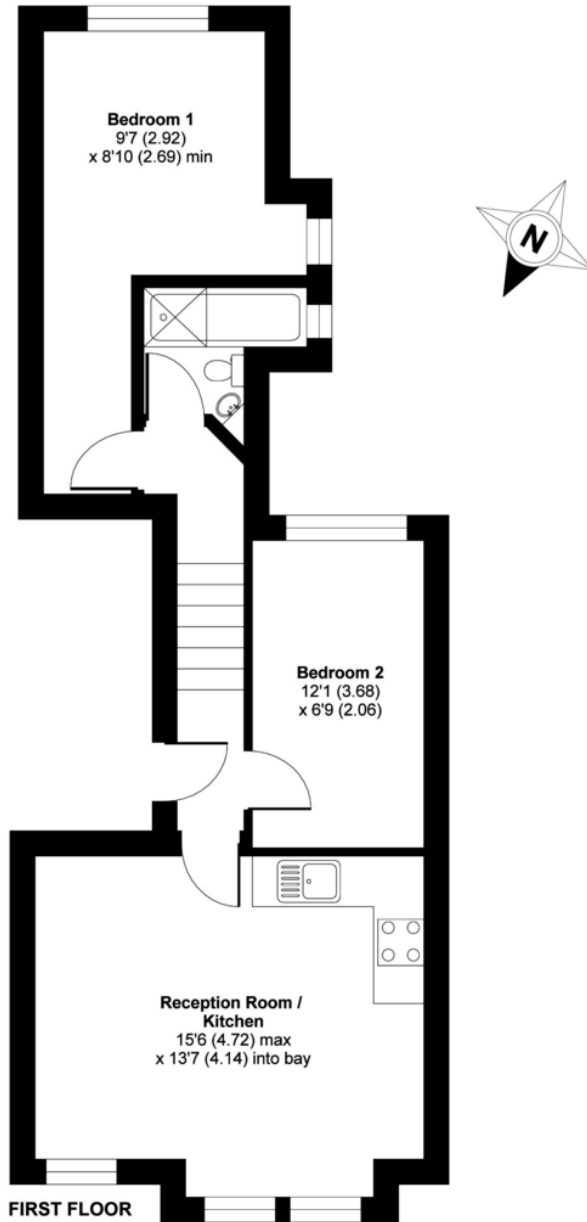 Bedroom 1
9'7 (2.92)
x 8'10 (2.69) min
N
Bedroom 2
12'1 (3.68)
x 6'9 (2.06)
Reception Room /
Kitchen
15'6 (4.72) max
x 13'7 (4.14) into bay
FIRST FLOOR